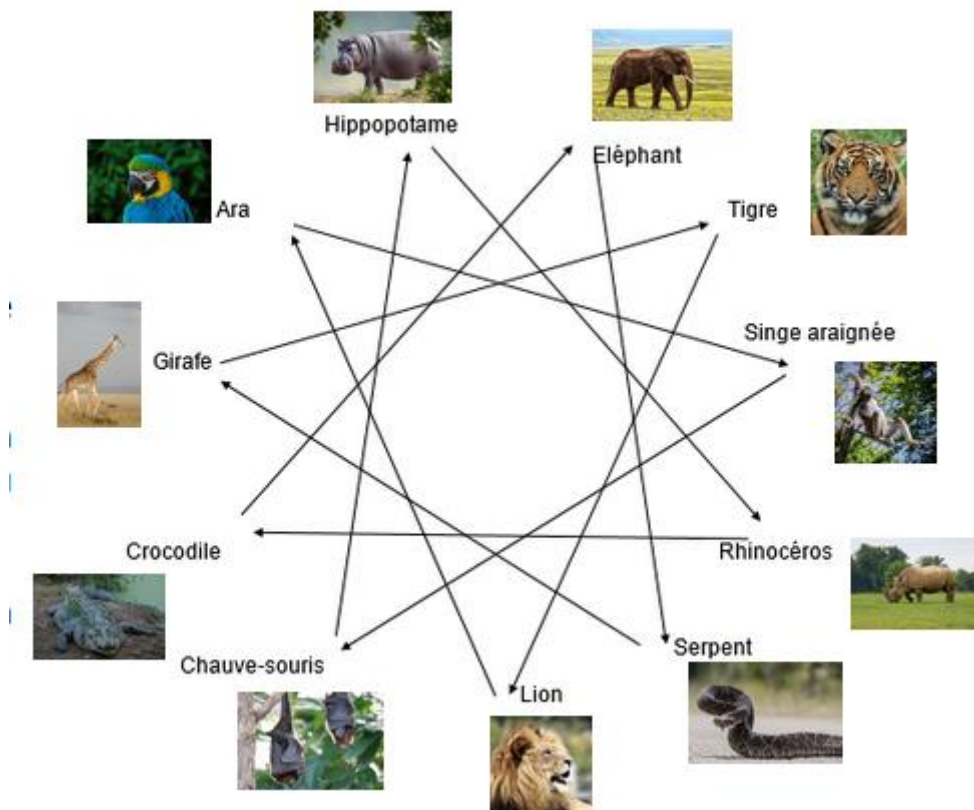 Hippopotame
Eléphant
Ara
Tigre
Singe araignée
Girafe
Crocodile
Rhinocéros
Serpent
Chauve-souris
Lion